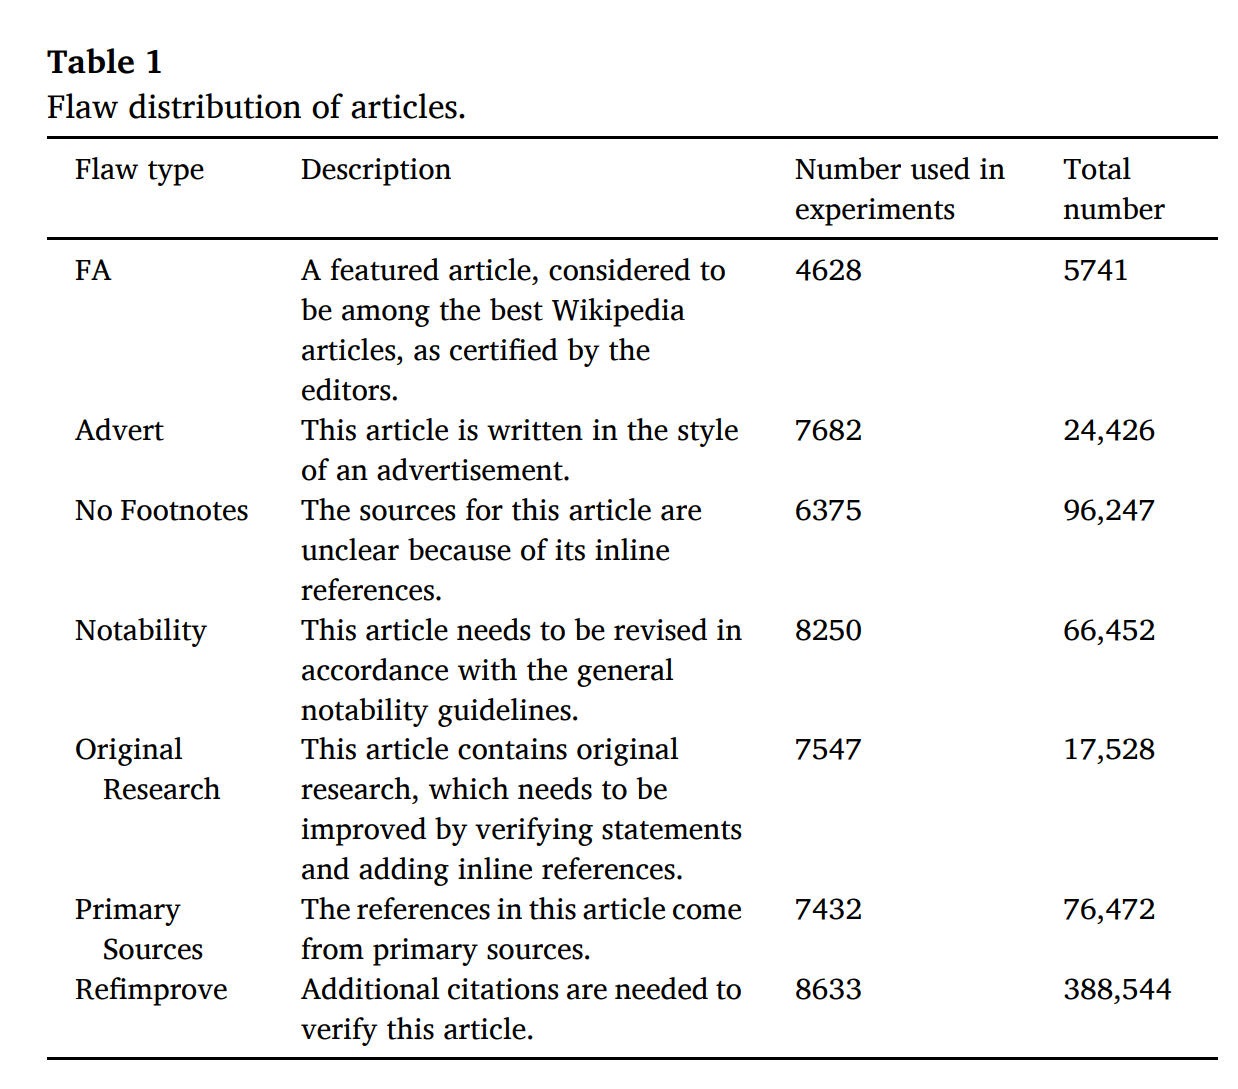 Table 1
Flaw distribution of articles.
Flaw type Description Number used in experiments Total number
FA A featured article, considered to be among the best Wikipedia articles, as certified by the editors. 4628 5741
Advert This article is written in the style of an advertisement. 7682 24,426
No Footnotes The sources for this article are unclear because of its inline references. 6375 96,247
Notability This article needs to be revised in accordance with the general notability guidelines. 8250 66,452
Original Research This article contains original research, which needs to be improved by verifying statements and adding inline references. 7547 17,528
Primary Sources The references in this article come from primary sources. 7432 76,472
Refimprove Additional citations are needed to verify this article. 8633 388,544